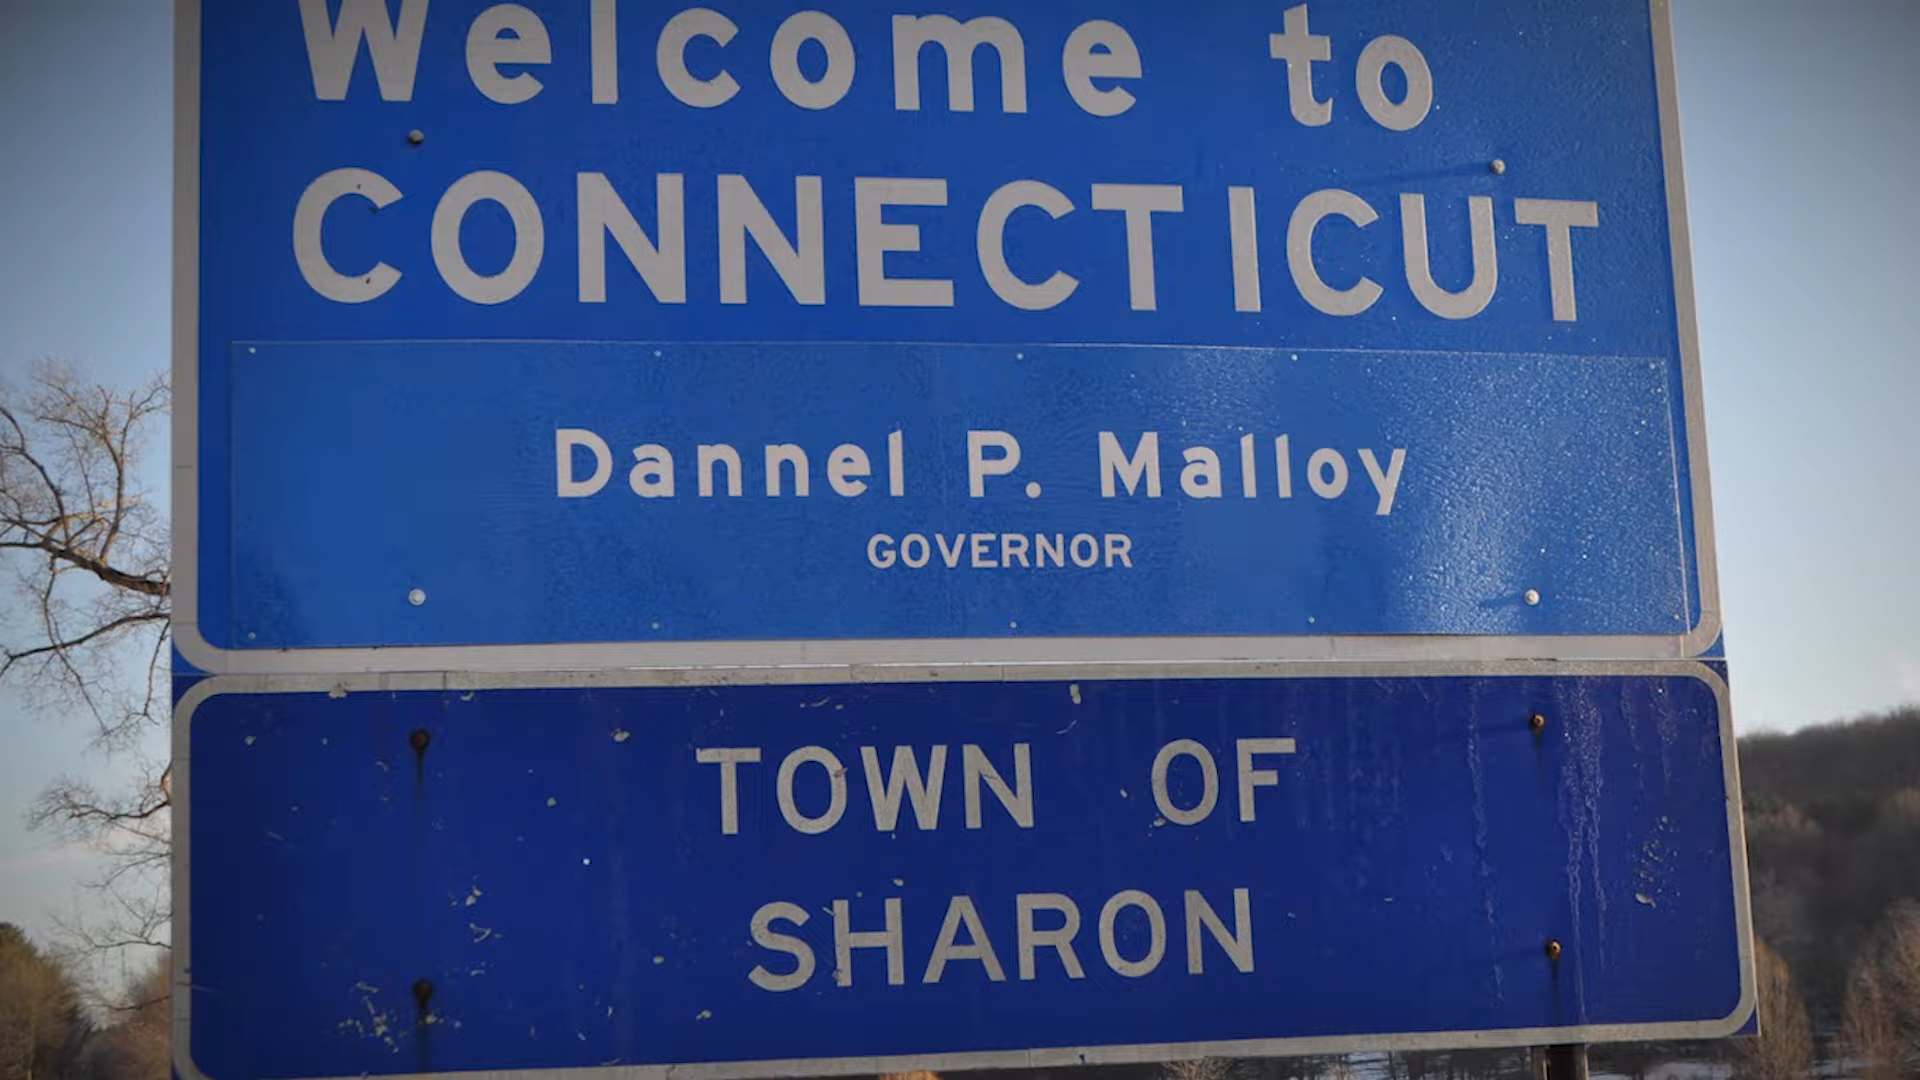 Welcome to
CONNECTICUT
Dannel P. Malloy
GOVERNOR
TOWN OF
SHARON